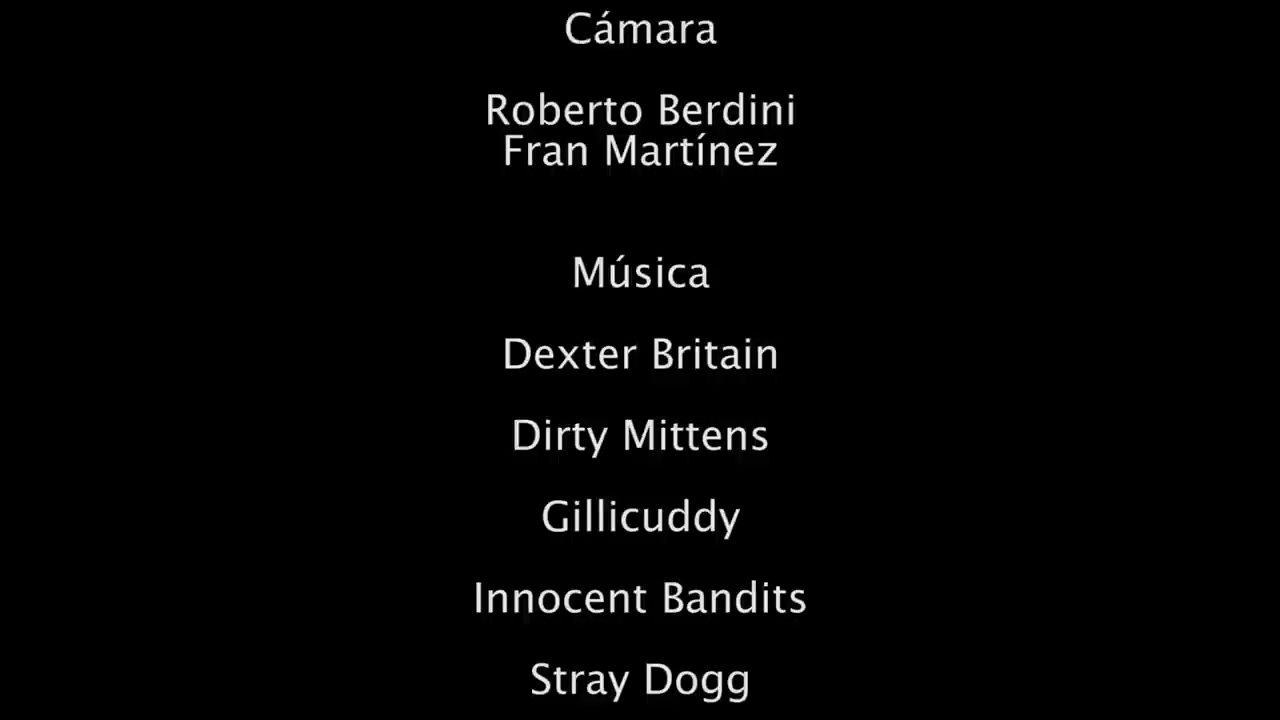 Cámara
Roberto Berdini
Fran Martínez
Música
Dexter Britain
Dirty Mittens
Gillicuddy
Innocent Bandits
Stray Dogg